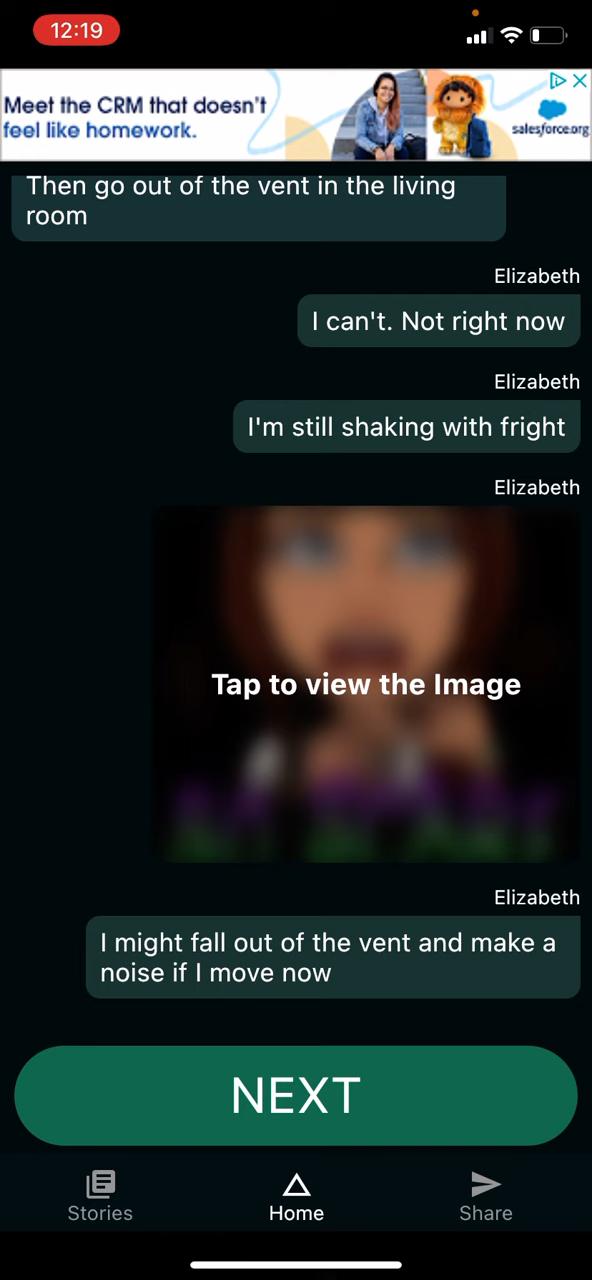 12:19
Meet the CRM that doesn't
feel like homework.
salesforce.org
Then go out of the vent in the living
room
Elizabeth
I can't. Not right now
Elizabeth
I'm still shaking with fright
Elizabeth
Tap to view the Image
Elizabeth
I might fall out of the vent and make a
noise if I move now
NEXT
Stories
Home
Share